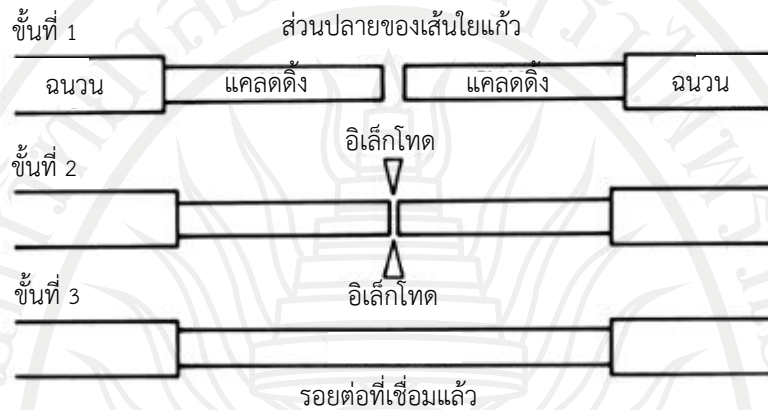 ขั้นที่ 1
ส่วนปลายของเส้นใยแก้ว
ฉนวน แคลดดิ้ง แคลดดิ้ง ฉนวน
อิเล็กโทด
ขั้นที่ 2
อิเล็กโทด
ขั้นที่ 3
รอยต่อที่เชื่อมแล้ว